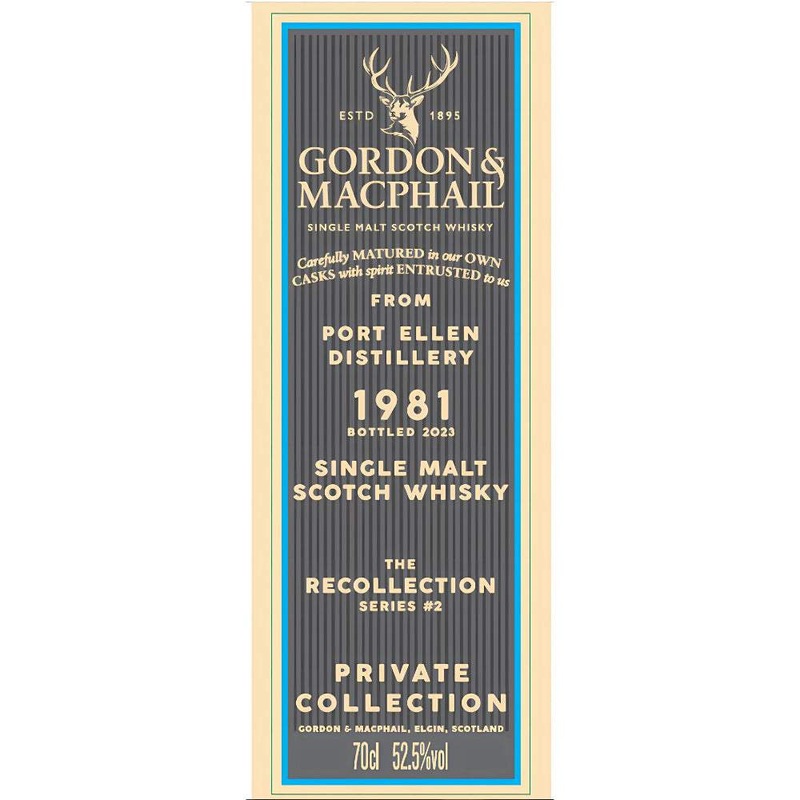 ESTD 1895
GORDON &
MACPHAIL
SINGLE MALT SCOTCH WHISKY
Carefully MATURED in our OWN
CASKS with spirit ENTRUSTED to us
FROM
PORT ELLEN
DISTILLERY
1981
BOTTLED 2023
SINGLE MALT
SCOTCH WHISKY
THE
RECOLLECTION
SERIES #2
PRIVATE
COLLECTION
GORDON & MACPHAIL, ELGIN, SCOTLAND
70cl 52.5%vol